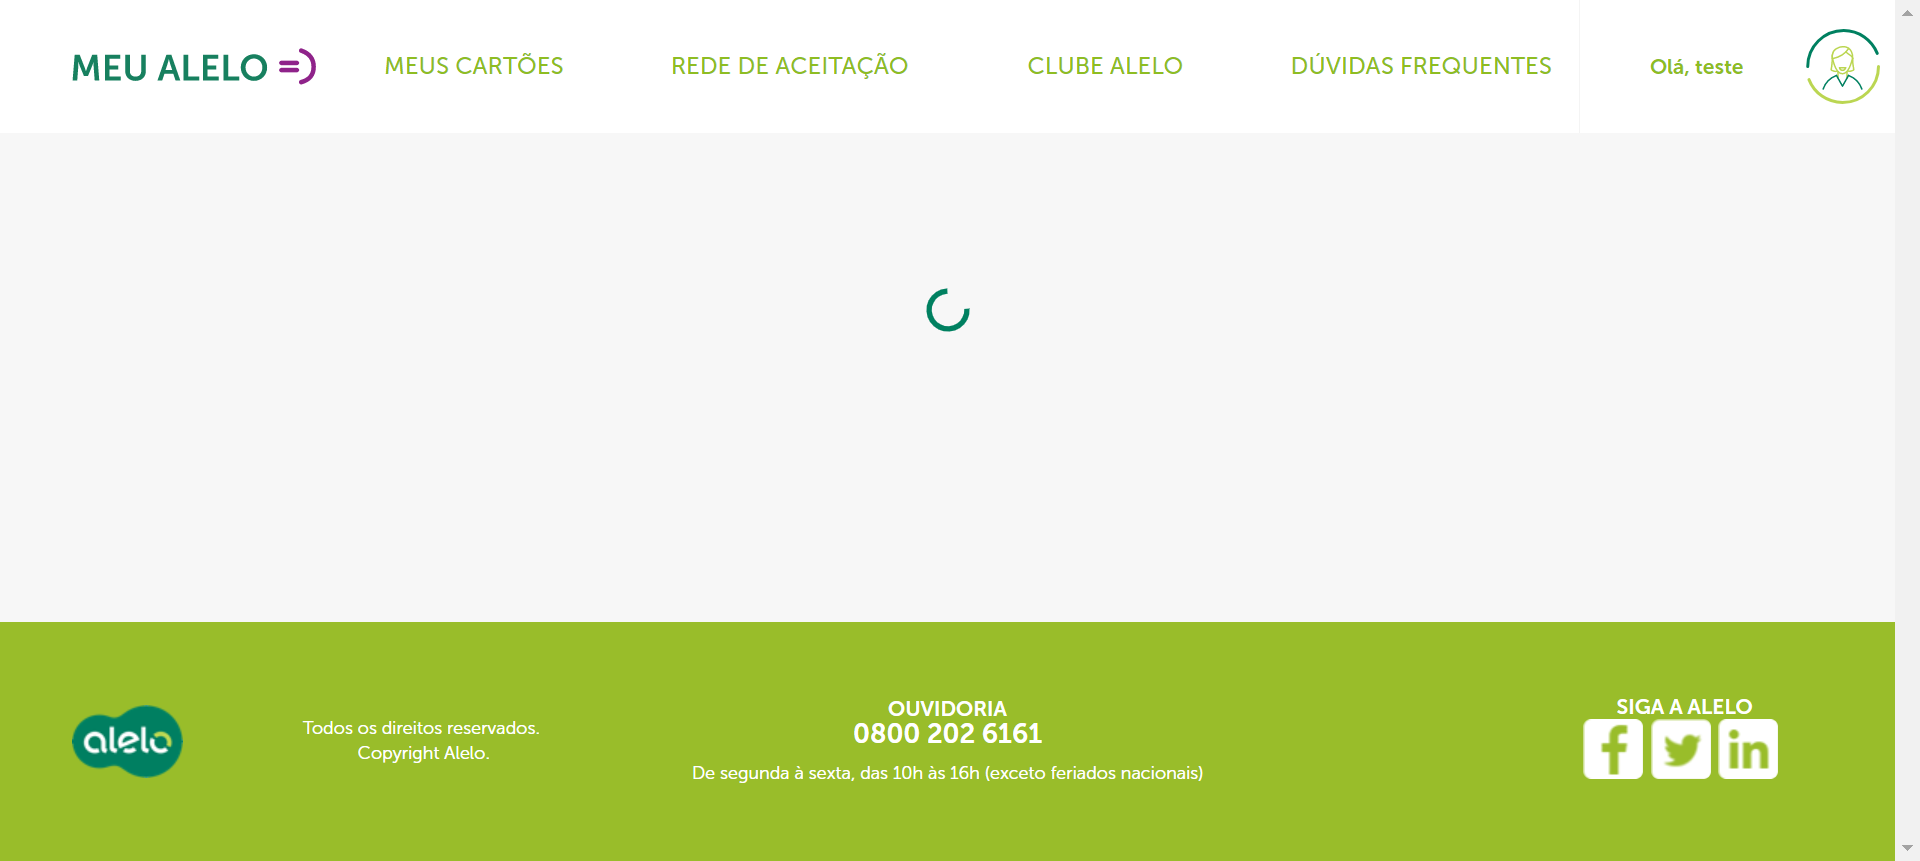 MEU ALELO =)
MEUS CARTÕES
REDE DE ACEITAÇÃO
CLUBE ALELO
DÚVIDAS FREQUENTES
Olá, teste
alelo
Todos os direitos reservados.
Copyright Alelo.
OUVIDORIA
0800 202 6161
De segunda à sexta, das 10h às 16h (exceto feriados nacionais)
SIGA A ALELO